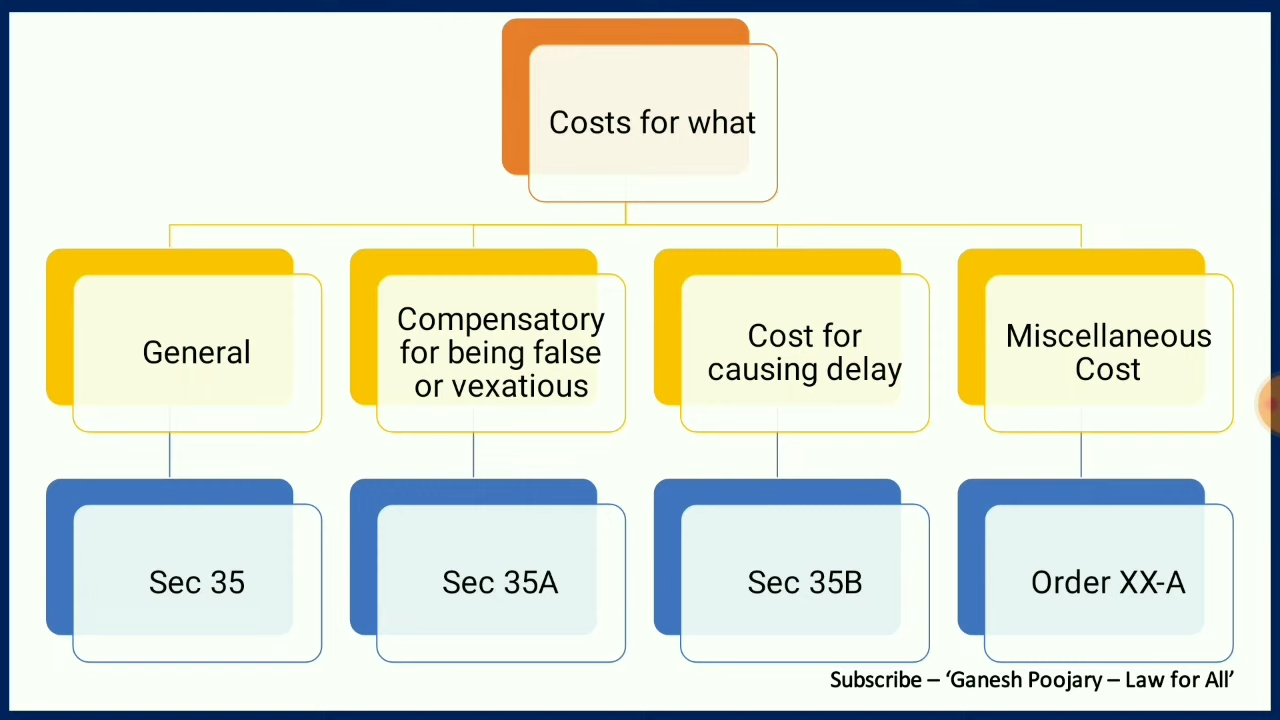 Costs for what
General
Compensatory
for being false
or vexatious
Cost for
causing delay
Miscellaneous
Cost
Sec 35
Sec 35A
Sec 35B
Order XX-A
Subscribe – ‘Ganesh Poojary – Law for All’